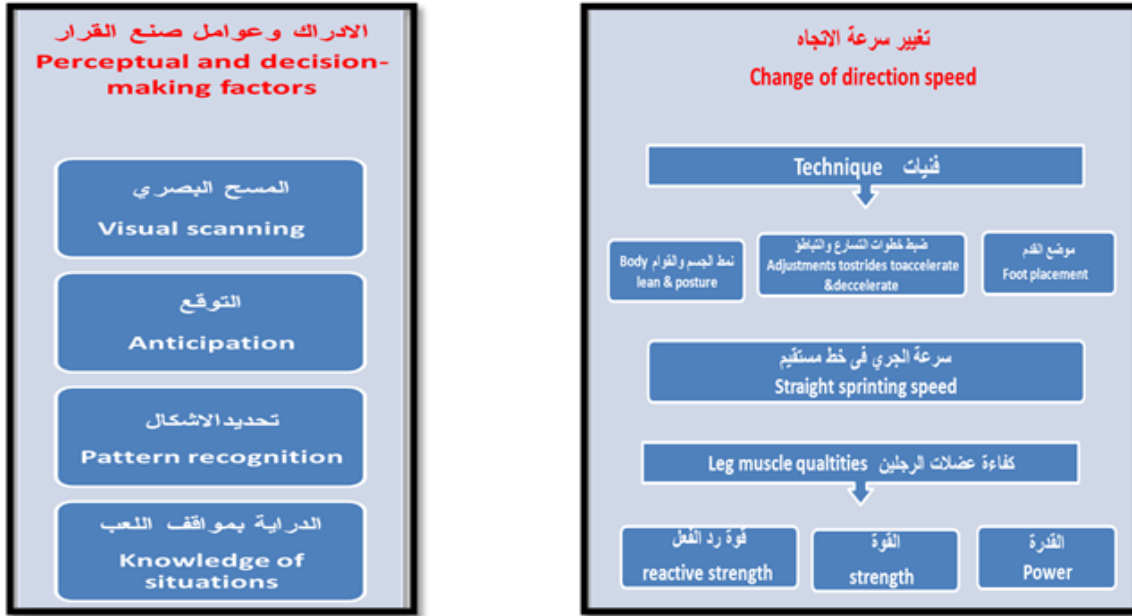 الادراك وعوامل صنع القرار
Perceptual and decision-
making factors
المسح البصري
Visual scanning
التوقع
Anticipation
تحديدالاشكال
Pattern recognition
الدراية بمواقف اللعب
Knowledge of
situations
تغيير سرعة الاتجاه
Change of direction speed
فنيات Technique
نمط الجسم والقوام Body
lean & posture
ضبط خطوات التسارع والتباطؤ
Adjustments tostrides toaccelerate
&deccelerate
موضع القدم
Foot placement
سرعة الجري فى خط مستقيم
Straight sprinting speed
كفاءة عضلات الرجلين Leg muscle qualtities
قوة رد الفعل
reactive strength
القوة
strength
القدرة
Power